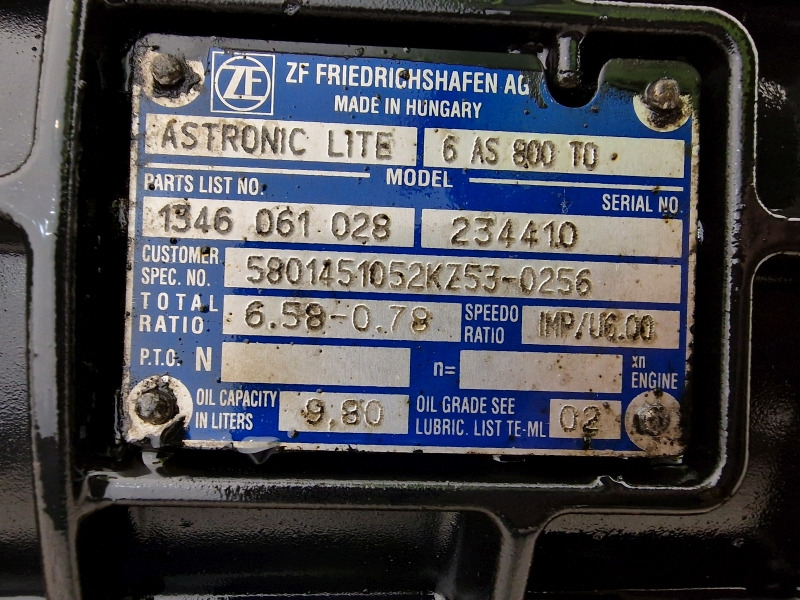 ZF ZF FRIEDRICHSHAFEN AG
MADE IN HUNGARY
ASTRONIC LITE 6 AS 800 TO
PARTS LIST NO. MODEL SERIAL NO.
1346 061 028 234410
CUSTOMER SPEC. NO. 5801451052KZ53-0256
TOTAL RATIO 6.58-0.78 SPEEDO RATIO IMP/U6.00
P.T.O. N n= xn ENGINE
OIL CAPACITY IN LITERS 9,80 OIL GRADE SEE LUBRIC. LIST TE-ML 02